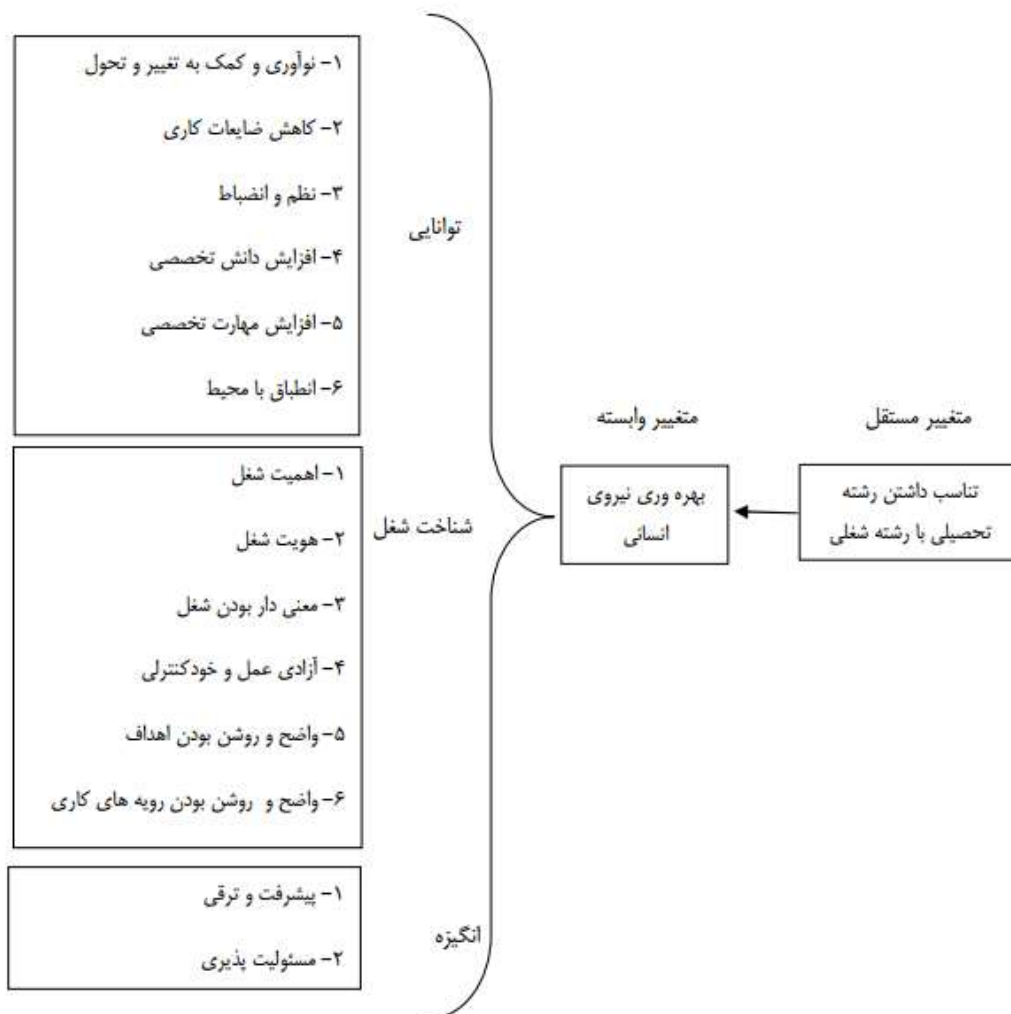 متغییر مستقل
تناسب داشتن رشته
تحصیلی با رشته شغلی
متغییر وابسته
بهره وری نیروی
انسانی
توانایی
۱- نوآوری و کمک به تغییر و تحول
۲- کاهش ضایعات کاری
۳- نظم و انضباط
۴- افزایش دانش تخصصی
۵- افزایش مهارت تخصصی
۶- انطباق با محیط
شناخت شغل
۱- اهمیت شغل
۲- هویت شغل
۳- معنی دار بودن شغل
۴- آزادی عمل و خودکنترلی
۵- واضح و روشن بودن اهداف
۶- واضح و روشن بودن رویه های کاری
انگیزه
۱- پیشرفت و ترقی
۲- مسئولیت پذیری